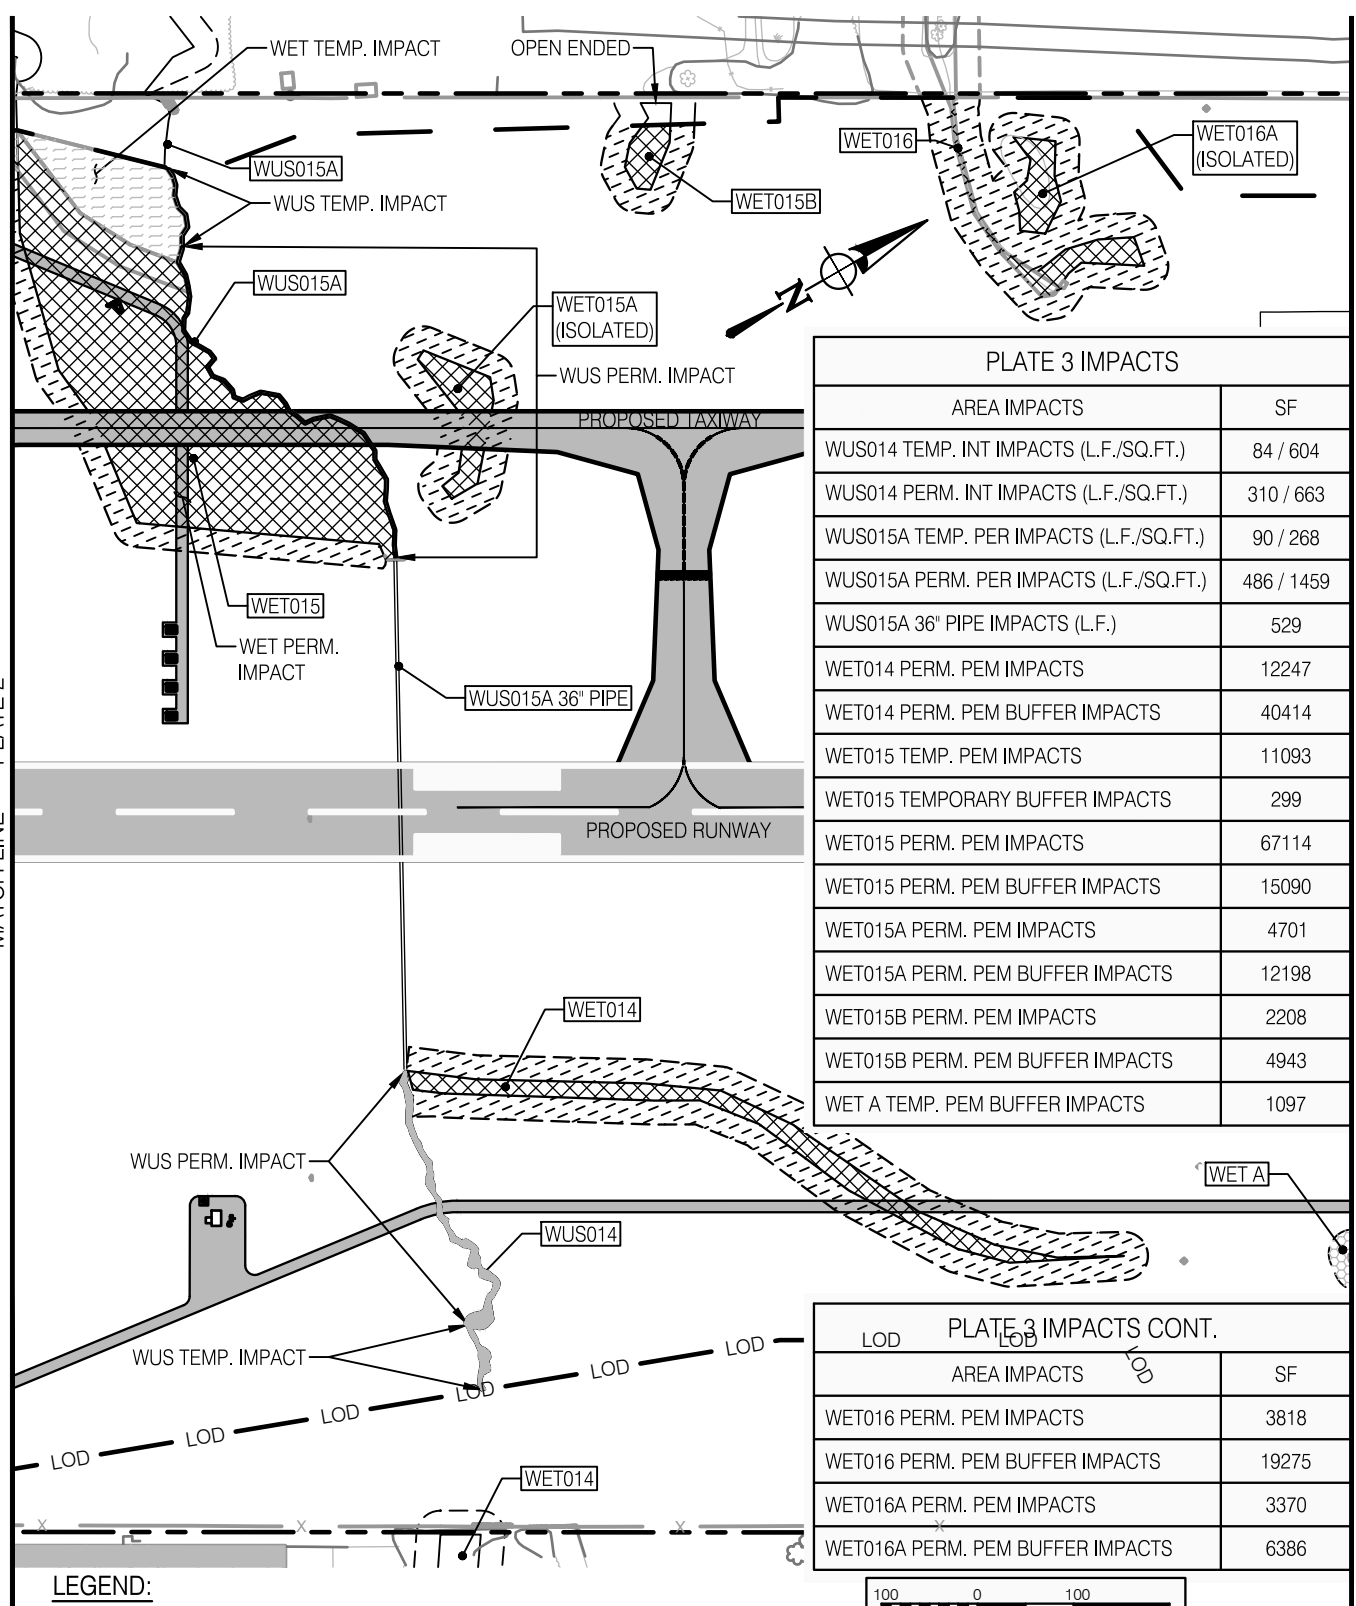 WET TEMP. IMPACT
OPEN ENDED
WUS015A
WUS TEMP. IMPACT
WET015B
WET016
WET016A
(ISOLATED)
WUS015A
WET015A
(ISOLATED)
N
WUS PERM. IMPACT
PROPOSED TAXIWAY
WET015
WET PERM.
IMPACT
WUS015A 36" PIPE
PROPOSED RUNWAY
PLATE 3 IMPACTS
AREA IMPACTS SF
WUS014 TEMP. INT IMPACTS (L.F./SQ.FT.) 84 / 604
WUS014 PERM. INT IMPACTS (L.F./SQ.FT.) 310 / 663
WUS015A TEMP. PER IMPACTS (L.F./SQ.FT.) 90 / 268
WUS015A PERM. PER IMPACTS (L.F./SQ.FT.) 486 / 1459
WUS015A 36" PIPE IMPACTS (L.F.) 529
WET014 PERM. PEM IMPACTS 12247
WET014 PERM. PEM BUFFER IMPACTS 40414
WET015 TEMP. PEM IMPACTS 11093
WET015 TEMPORARY BUFFER IMPACTS 299
WET015 PERM. PEM IMPACTS 67114
WET015 PERM. PEM BUFFER IMPACTS 15090
WET015A PERM. PEM IMPACTS 4701
WET015A PERM. PEM BUFFER IMPACTS 12198
WET015B PERM. PEM IMPACTS 2208
WET015B PERM. PEM BUFFER IMPACTS 4943
WET A TEMP. PEM BUFFER IMPACTS 1097
WET014
WUS PERM. IMPACT
WET A
WUS014
WUS TEMP. IMPACT
LOD LOD LOD LOD LOD LOD LOD LOD LOD
PLATE 3 IMPACTS CONT.
AREA IMPACTS SF
WET016 PERM. PEM IMPACTS 3818
WET016 PERM. PEM BUFFER IMPACTS 19275
WET016A PERM. PEM IMPACTS 3370
WET016A PERM. PEM BUFFER IMPACTS 6386
WET014
X X X X
LEGEND:
100 0 100